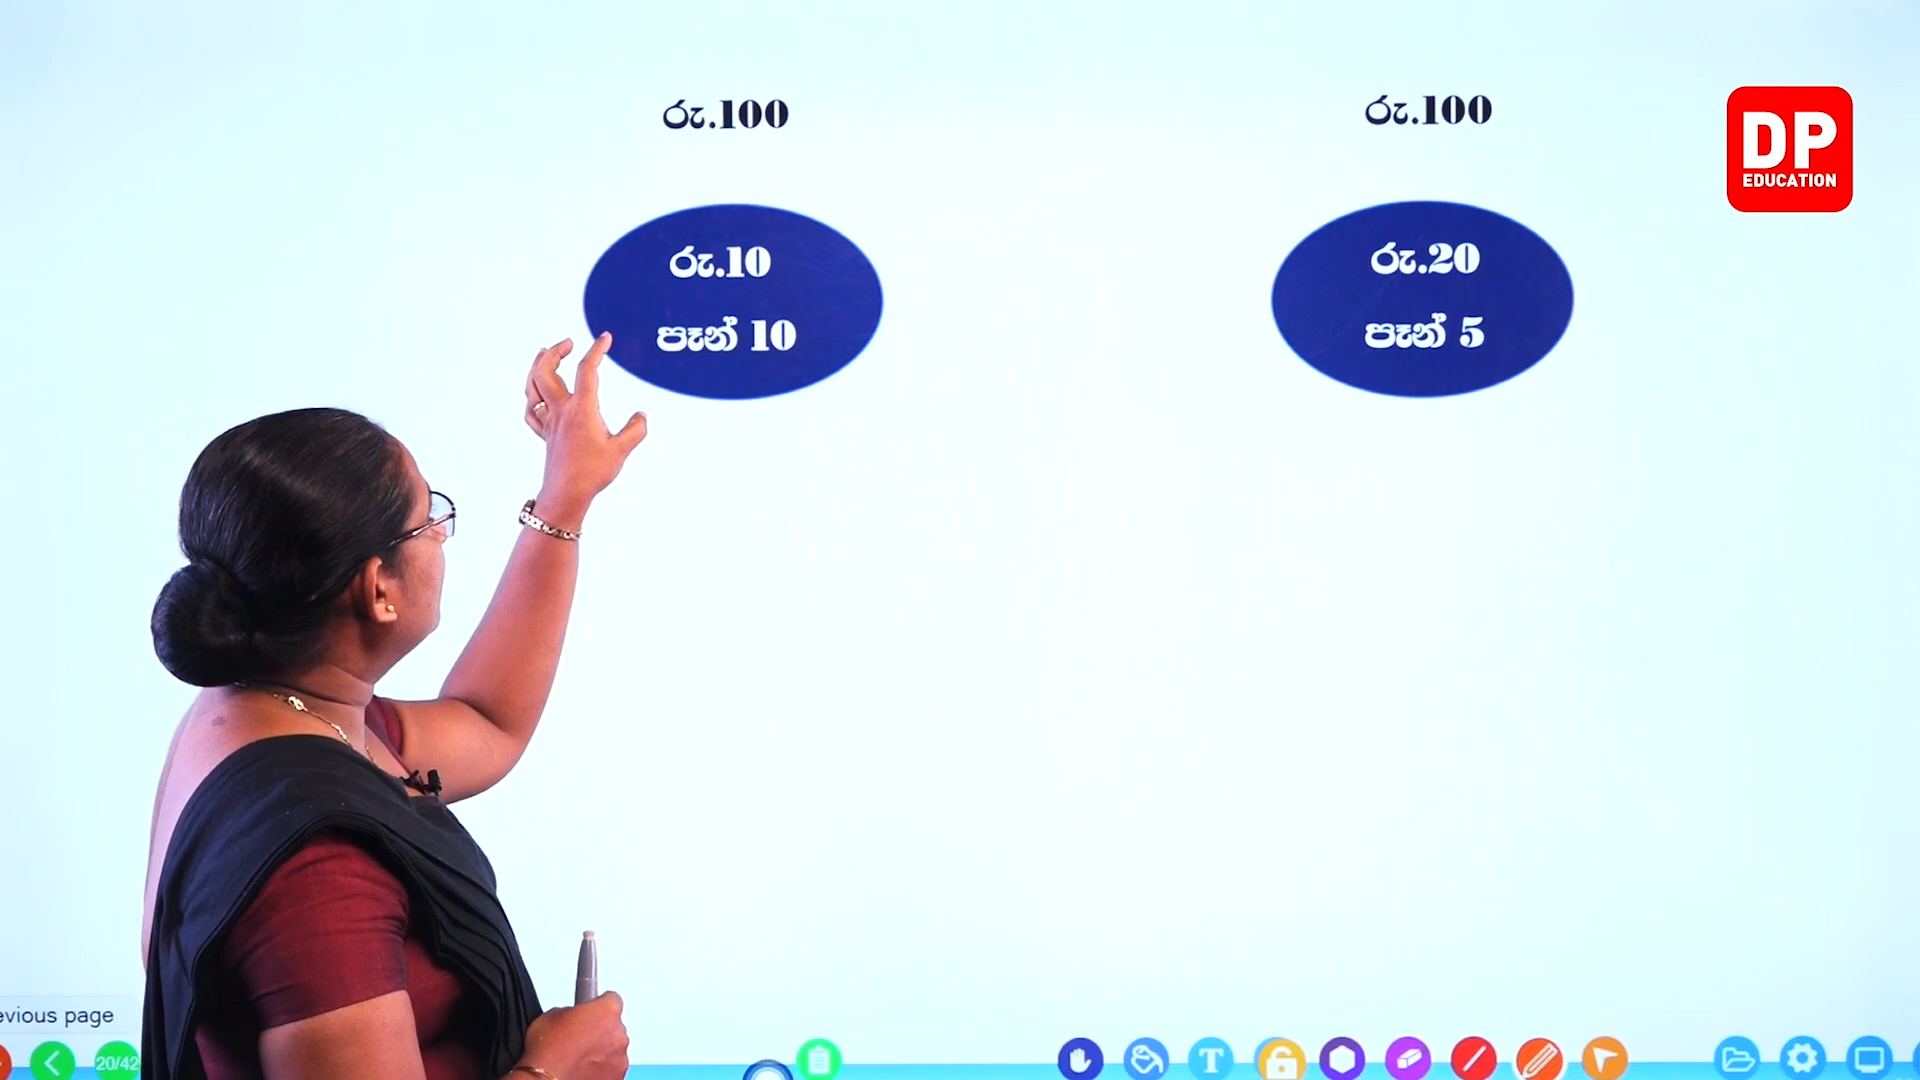 රු.100
රු.10
පෑන් 10
රු.100
රු.20
පෑන් 5
DP
EDUCATION
evious page
20/42
T